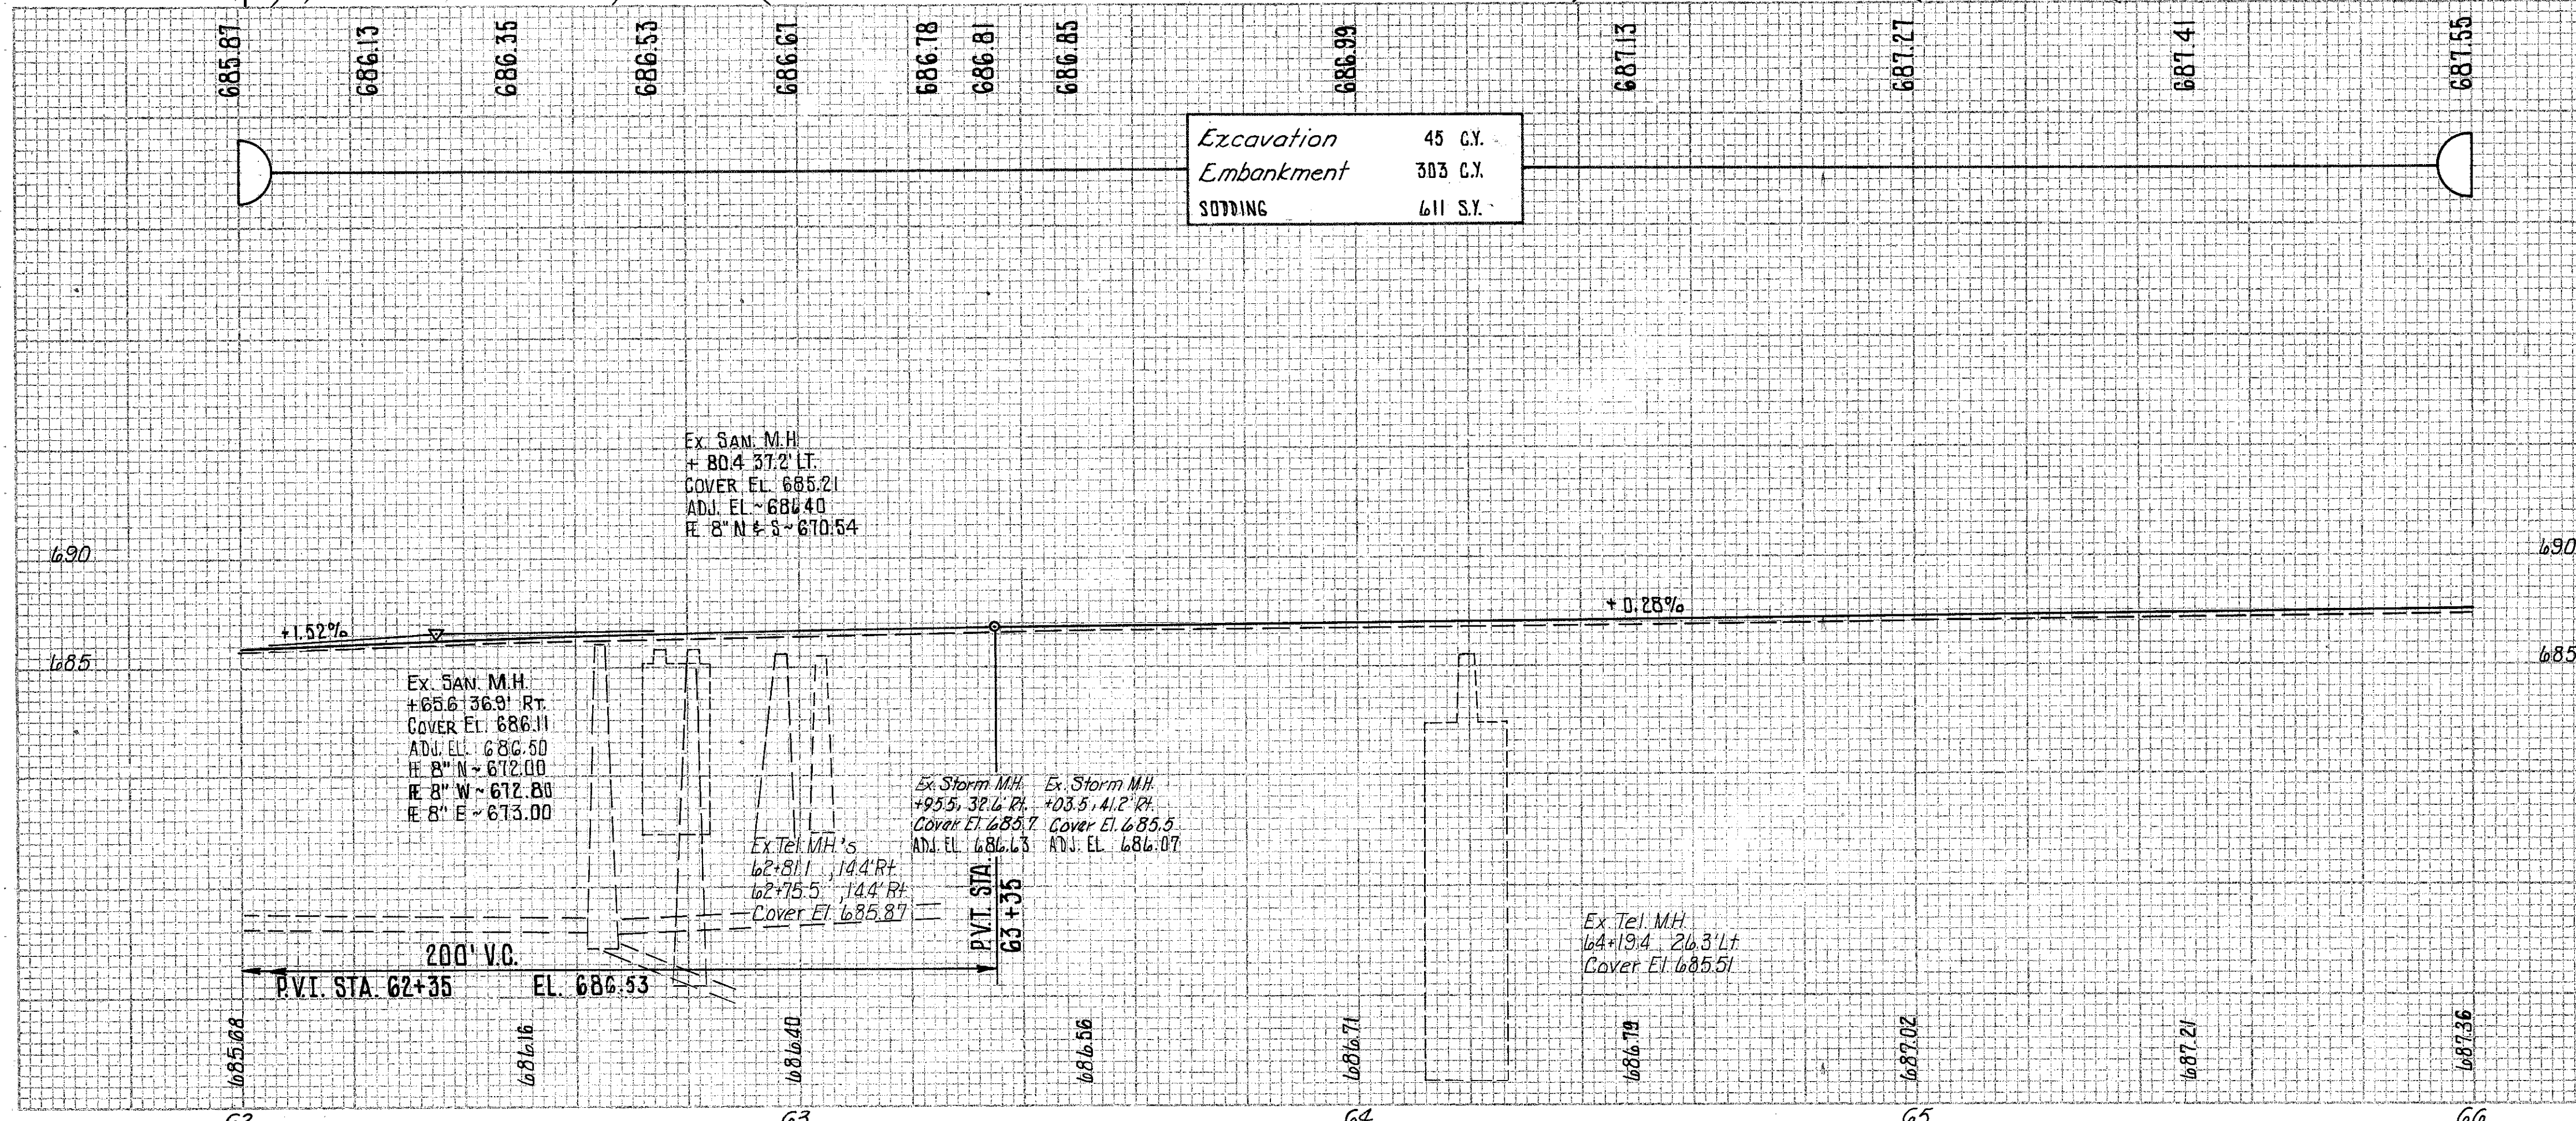 685.87
686.13
686.35
686.53
686.67
686.78
686.81
686.85
686.99
687.13
687.27
687.41
687.55
Excavation 45 C.Y.
Embankment 303 C.Y.
SODDING 611 S.Y.
Ex. SAN. M.H.
+ 80.4 37.2' LT.
COVER EL. 685.21
ADJ. EL ~ 686.40
FE 8" N & S ~ 670.54
690
690
+1.52%
+0.28%
685
685
Ex. SAN. M.H.
+65.6 36.9' RT.
COVER EL. 686.11
ADJ. EL. 686.50
FE 8" N ~ 672.00
FE 8" W ~ 672.80
FE 8" E ~ 673.00
Ex. Storm M.H.
+95.5, 32.6' Rt.
Cover El. 685.7
ADJ. EL. 686.63
Ex. Storm M.H.
+03.5, 41.2' Rt.
Cover El. 685.5
ADJ. EL. 686.07
Ex. Tel. M.H.'s
62+81.1, 14.4' Rt.
62+75.5, 14.4' Rt.
Cover El. 685.87
P.V.T. STA.
63+35
Ex. Tel. M.H.
64+19.4 26.3' Lt.
Cover El. 685.51
200' V.C.
P.V.I. STA. 62+35 EL. 686.53
685.68
686.16
686.40
686.56
686.71
686.79
687.02
687.21
687.36
62
63
64
65
66